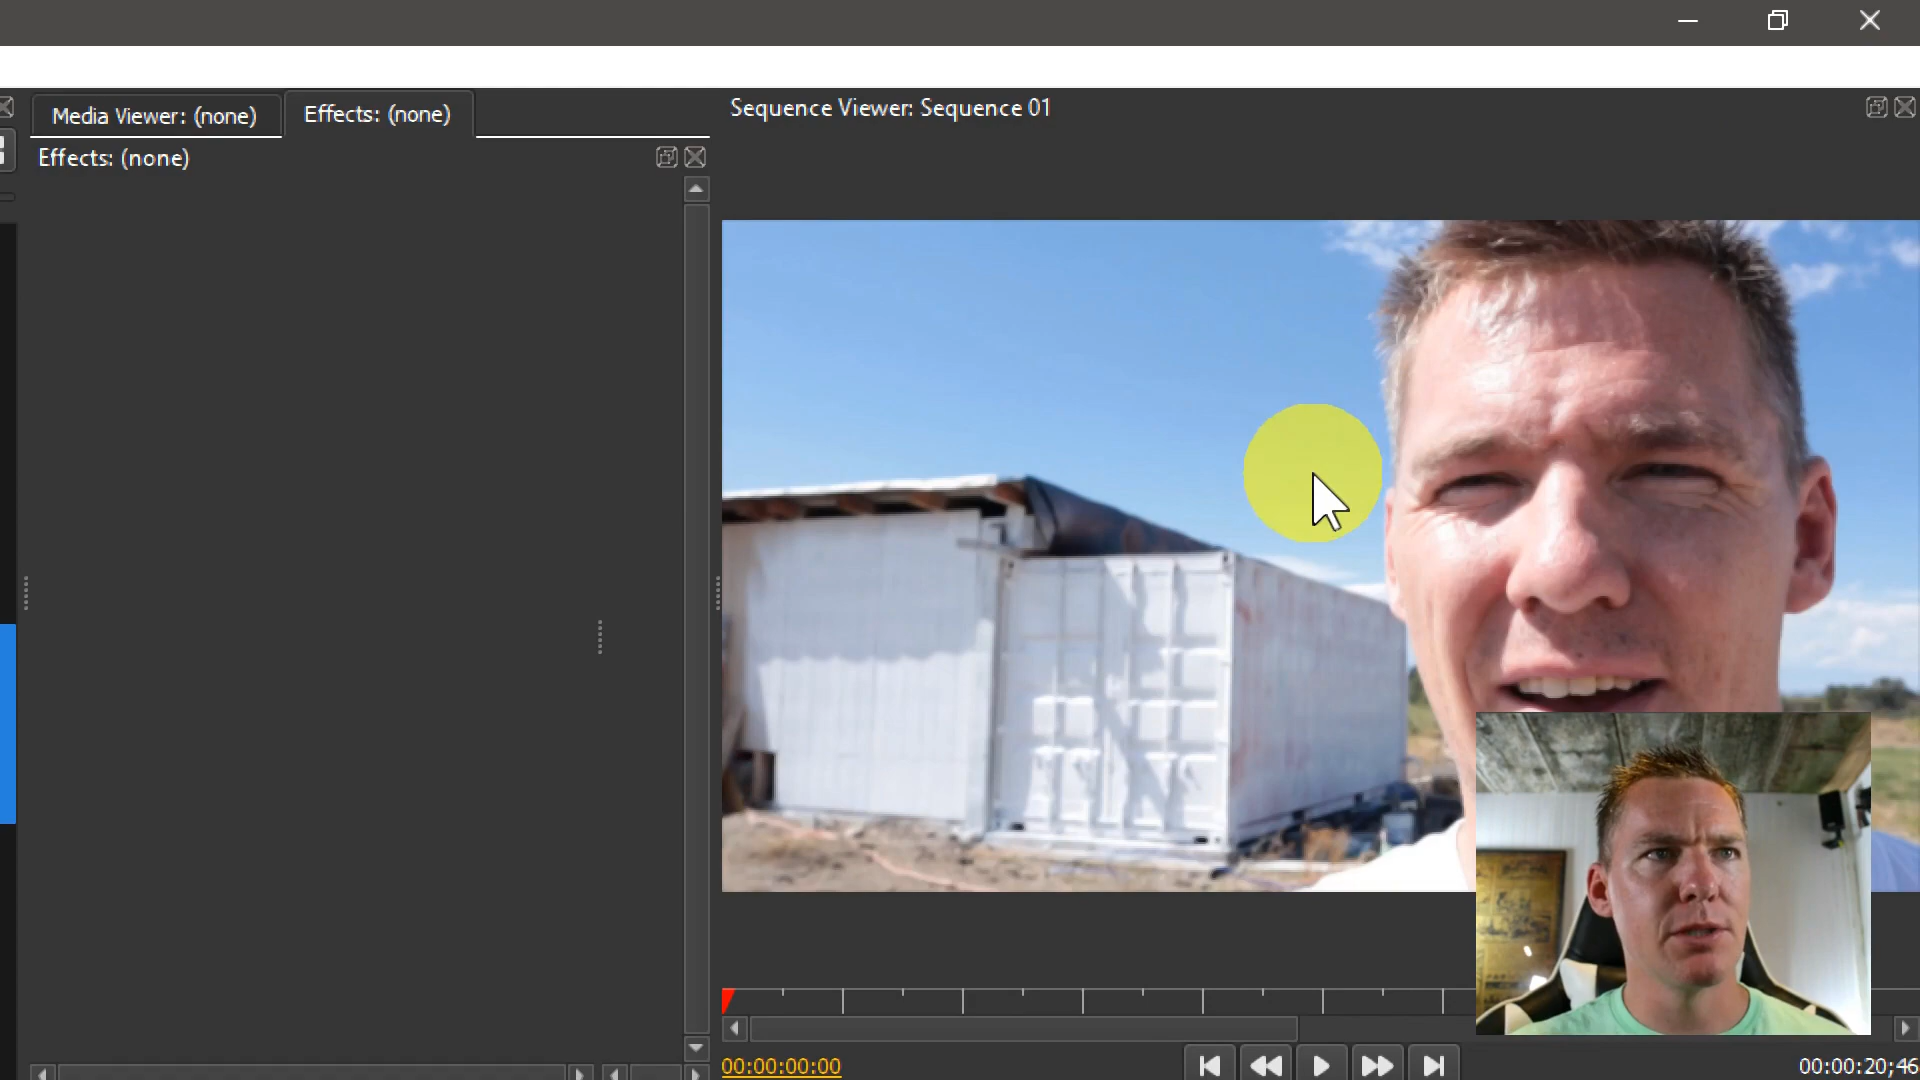 Media Viewer: (none)
Effects: (none)
Sequence Viewer: Sequence 01
Effects: (none)
00:00:00:00
00:00:20;46